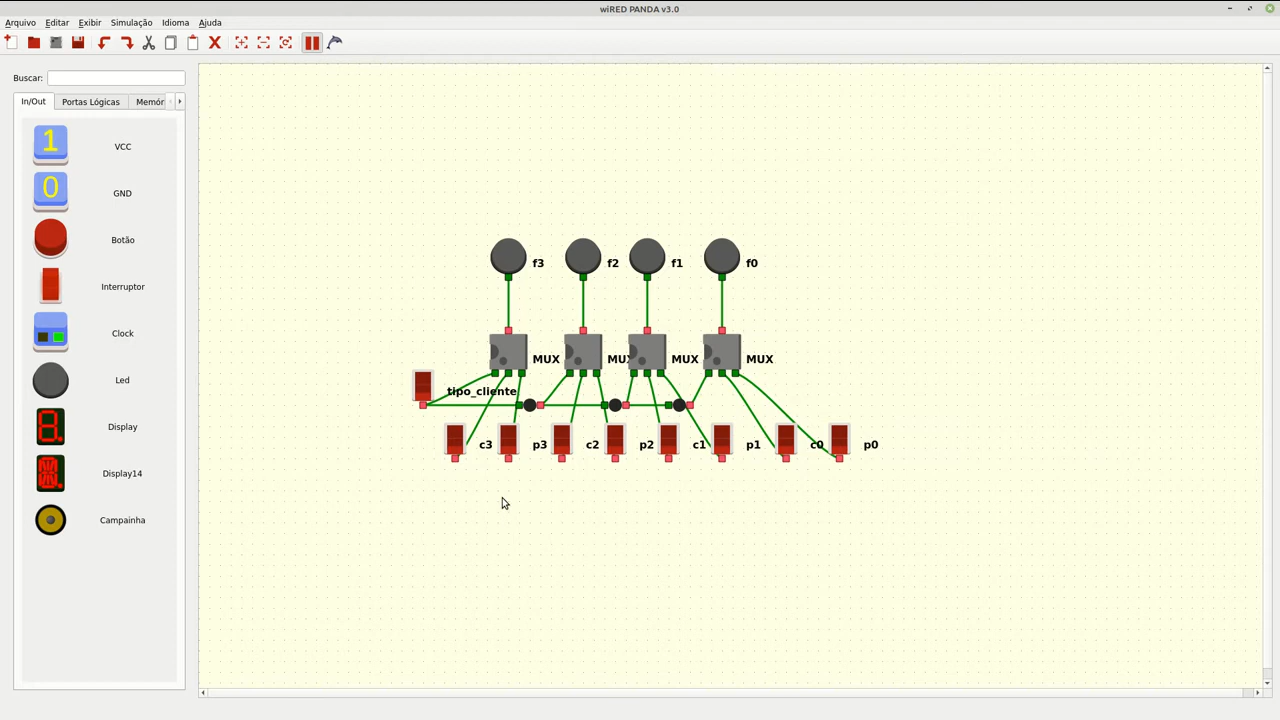 wiRED PANDA v3.0
Arquivo Editar Exibir Simulação Idioma Ajuda
Buscar:
In/Out Portas Lógicas Memór
1 VCC
0 GND
Botão
Interruptor
Clock
Led
Display
Display14
Campainha
f3 f2 f1 f0
MUX MUX MUX MUX
tipo_cliente
c3 p3 c2 p2 c1 p1 c0 p0